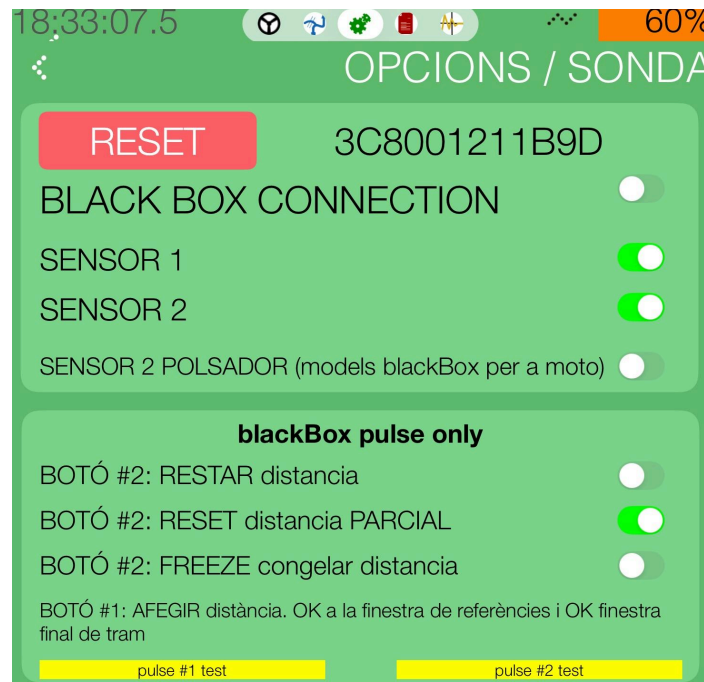 18:33:07.5
60%
OPCIONS / SONDA
RESET
3C8001211B9D
BLACK BOX CONNECTION
SENSOR 1
SENSOR 2
SENSOR 2 POLSADOR (models blackBox per a moto)
blackBox pulse only
BOTÓ #2: RESTAR distancia
BOTÓ #2: RESET distancia PARCIAL
BOTÓ #2: FREEZE congelar distancia
BOTÓ #1: AFEGIR distància. OK a la finestra de referències i OK finestra
final de tram
pulse #1 test
pulse #2 test